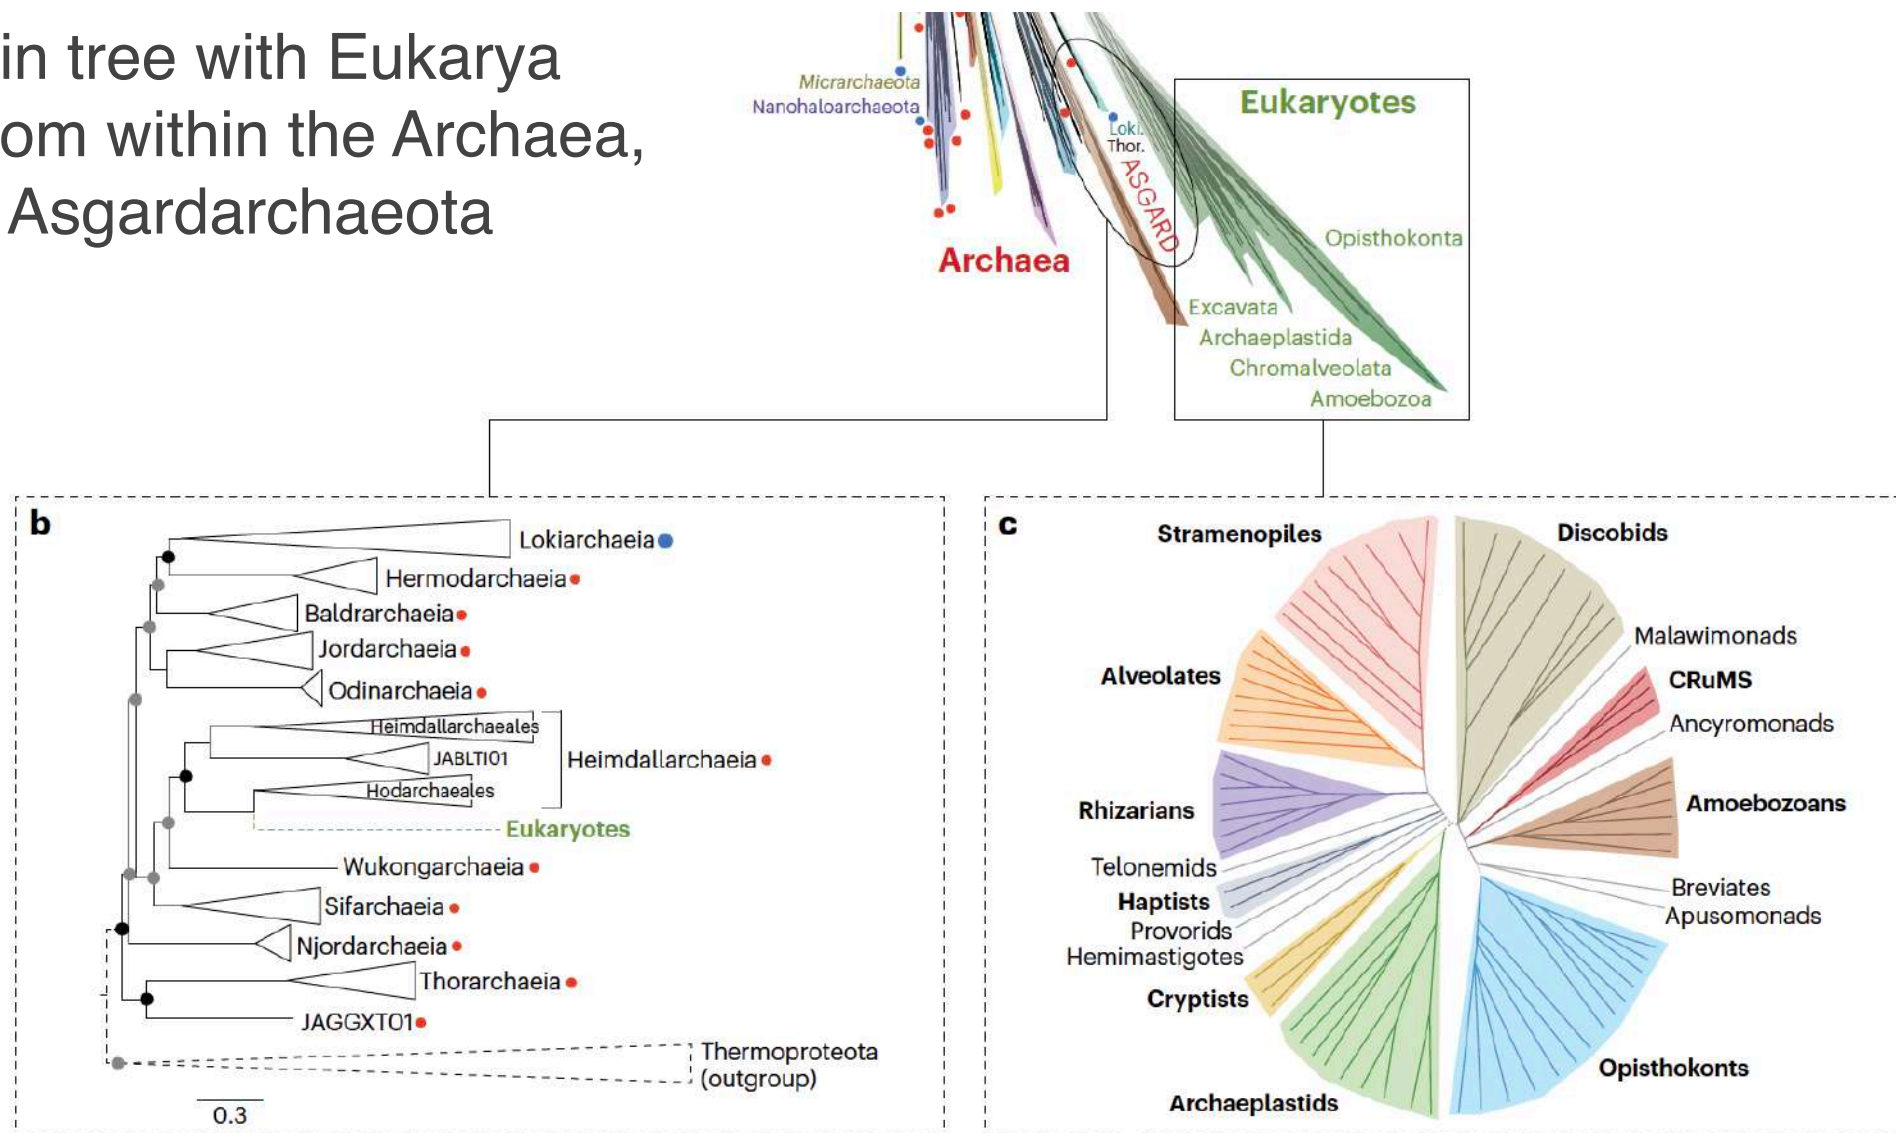 in tree with Eukarya
om within the Archaea,
Asgardarchaeota
Micrarchaeota
Nanohaloarchaeota
Archaea
Loki.
Thor.
ASGARD
Eukaryotes
Opisthokonta
Excavata
Archaeplastida
Chromalveolata
Amoebozoa
b
Lokiarchaeia
Hermodarchaeia
Baldrarchaeia
Jordarchaeia
Odinarchaeia
Heimdallarchaeales
JABLTI01
Heimdallarchaeia
Hodarchaeales
Eukaryotes
Wukongarchaeia
Sifarchaeia
Njordarchaeia
Thorarchaeia
JAGGXT01
Thermoproteota
(outgroup)
0.3
c
Stramenopiles
Discobids
Malawimonads
Alveolates
CRuMS
Ancyromonads
Rhizarians
Amoebozoans
Telonemids
Haptists
Breviates
Provorids
Apusomonads
Hemimastigotes
Cryptists
Opisthokonts
Archaeplastids